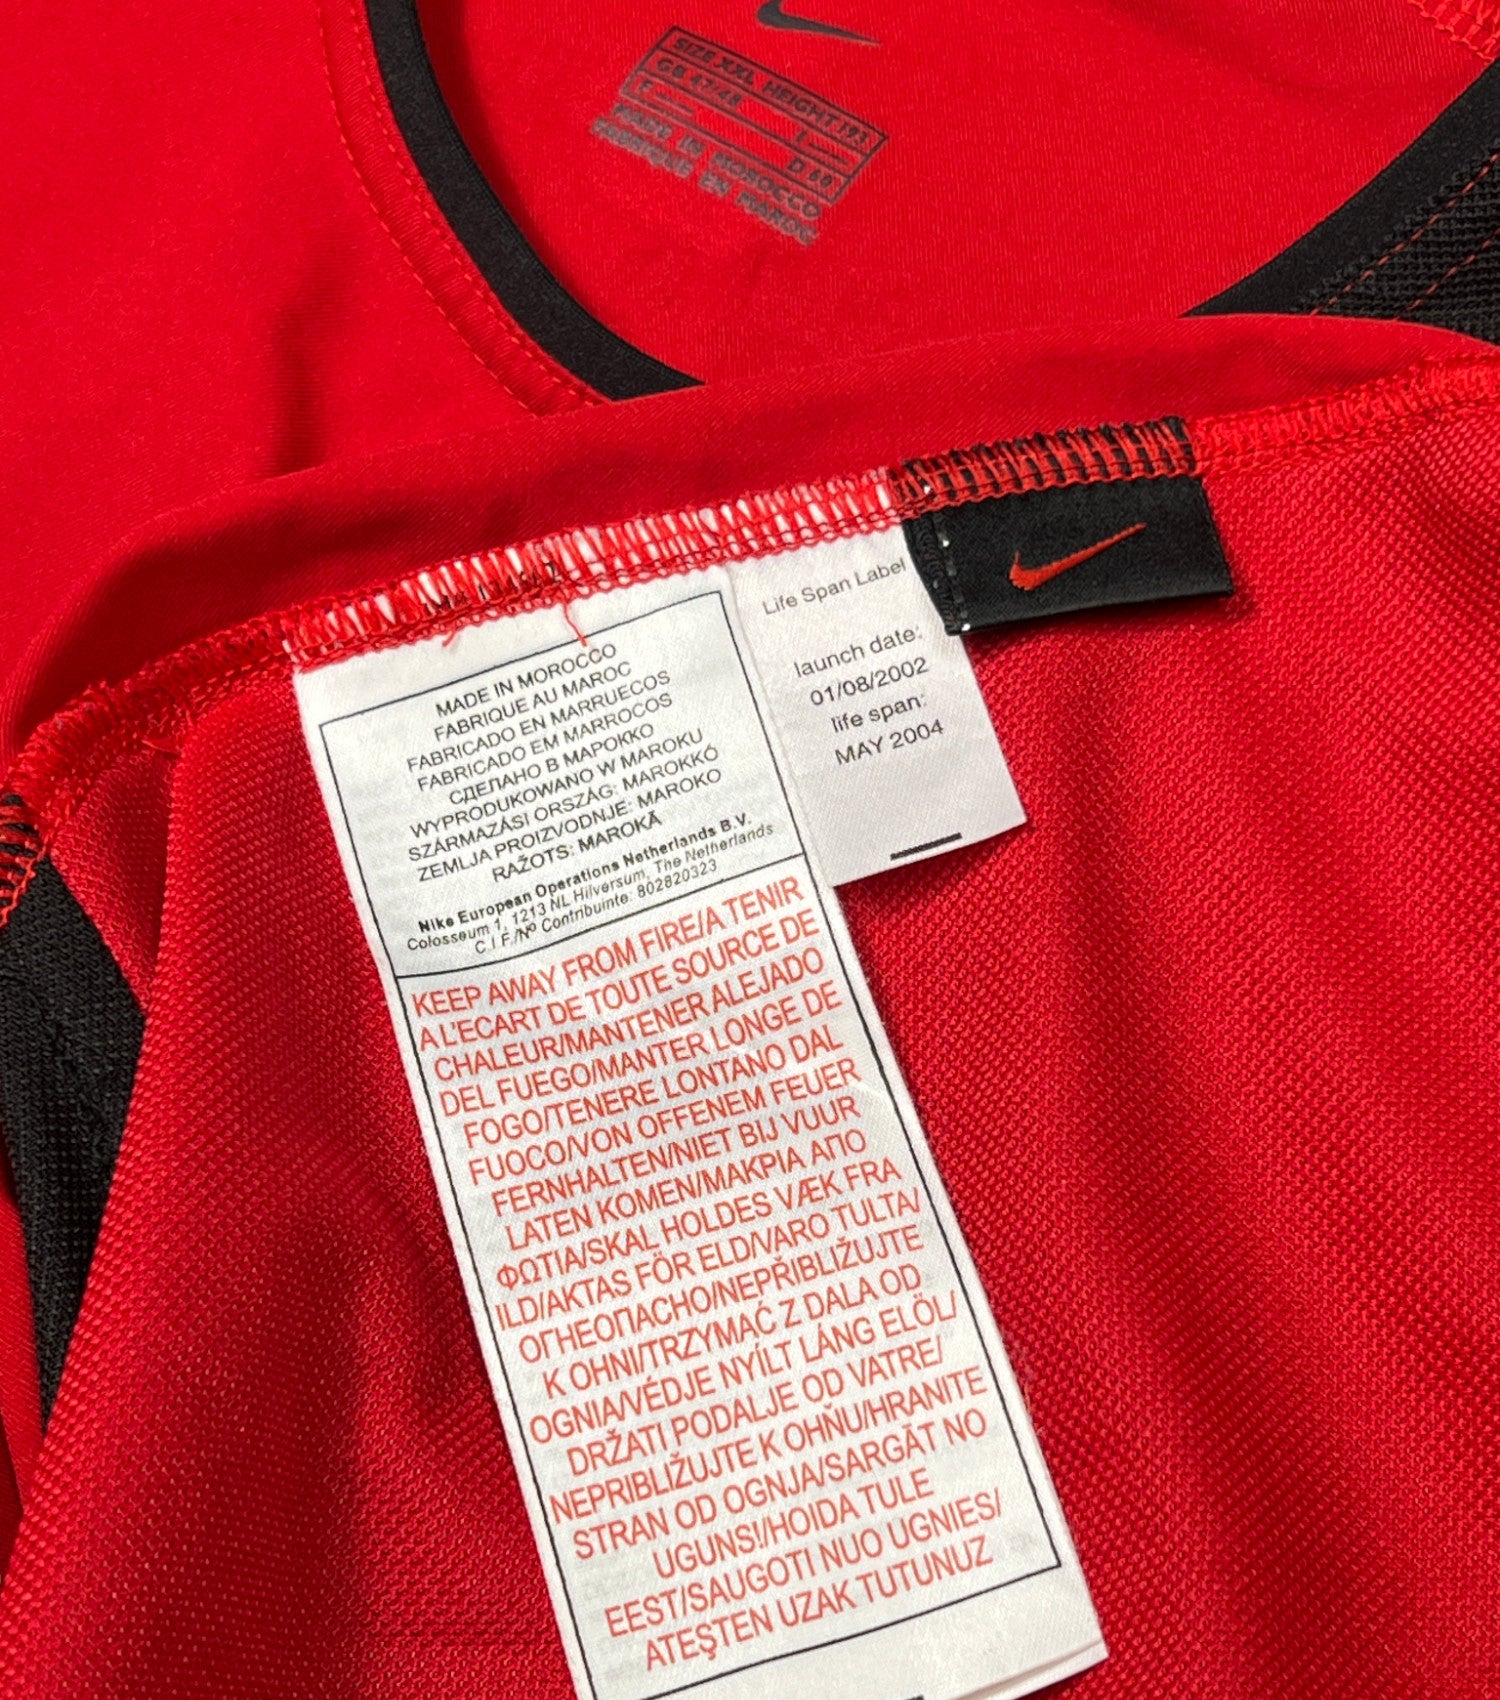 SIZE XXL HEIGHT 193
GB 47/48 I
F D 60
MADE IN MOROCCO
FABRIQUE EN MAROC
MADE IN MOROCCO
FABRIQUE AU MAROC
FABRICADO EN MARRUECOS
FABRICADO EM MARROCOS
СДЕЛАНО В МАРОККО
WYPRODUKOWANO W MAROKU
SZÁRMAZÁSI ORSZÁG: MAROKKÓ
ZEMLJA PROIZVODNJE: MAROKO
RAŽOTS: MAROKĀ
Nike European Operations Netherlands B.V.
Colosseum 1, 1213 NL Hilversum, The Netherlands
C.I.F./Nº Contribuinte: 802820323
KEEP AWAY FROM FIRE/A TENIR
A L'ECART DE TOUTE SOURCE DE
CHALEUR/MANTENER ALEJADO
DEL FUEGO/MANTER LONGE DE
FOGO/TENERE LONTANO DAL
FUOCO/VON OFFENEM FEUER
FERNHALTEN/NIET BIJ VUUR
LATEN KOMEN/ΜΑΚΡΙΑ ΑΠΟ
ΦΩΤΙΑ/SKAL HOLDES VÆK FRA
ILD/AKTAS FÖR ELD/VARO TULTA/
ОГНЕОПАСНО/NEPŘIBLIŽUJTE
K OHNI/TRZYMAĆ Z DALA OD
OGNIA/VÉDJE NYÍLT LÁNG ELÖL/
DRŽATI PODALJE OD VATRE/
NEPRIBLIŽUJTE K OHŇU/HRANITE
STRAN OD OGNJA/SARGĀT NO
UGUNS!/HOIDA TULE
EEST/SAUGOTI NUO UGNIES/
ATEŞTEN UZAK TUTUNUZ
Life Span Label
launch date:
01/08/2002
life span:
MAY 2004